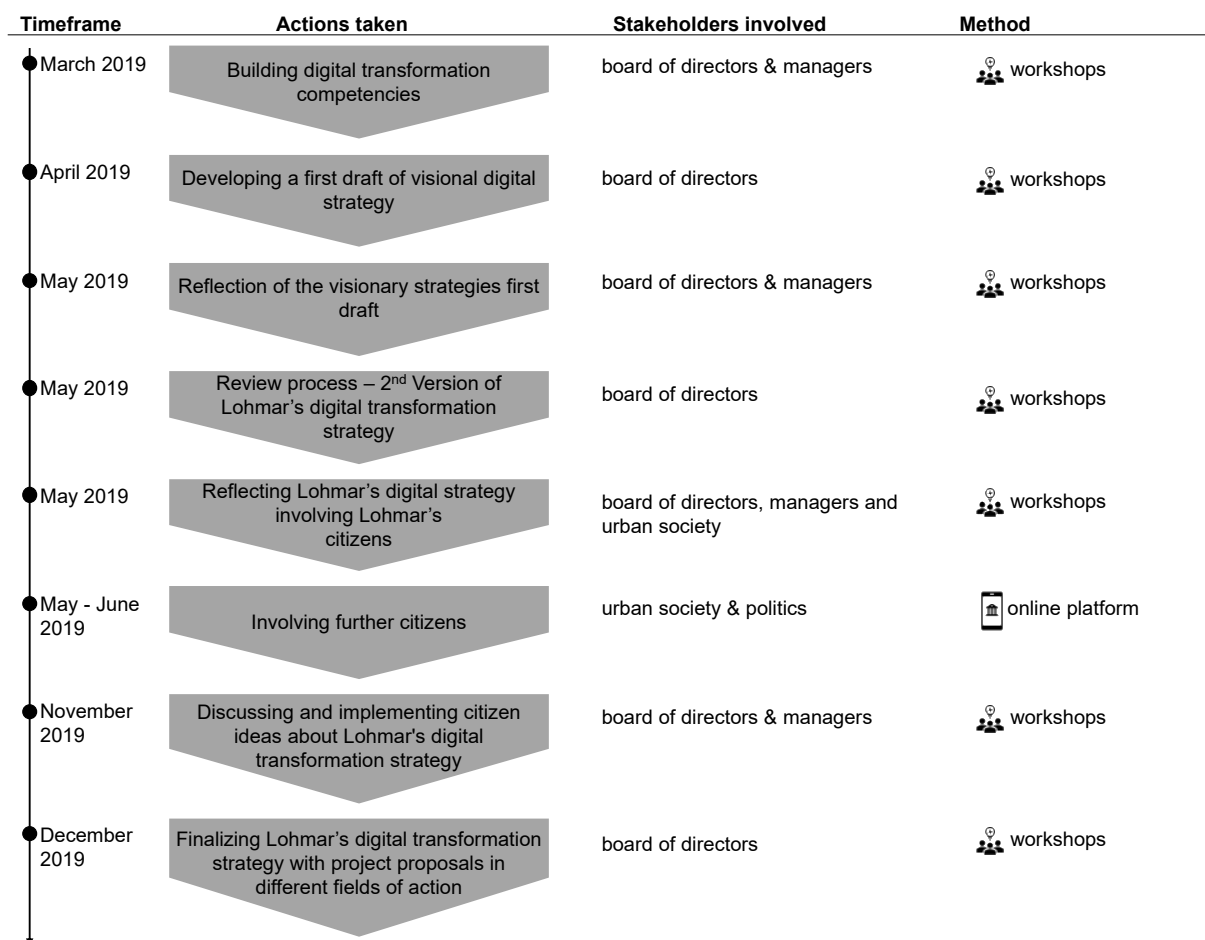 Timeframe Actions taken Stakeholders involved Method
March 2019
Building digital transformation
competencies
board of directors & managers
workshops
April 2019
Developing a first draft of visional digital
strategy
board of directors
workshops
May 2019
Reflection of the visionary strategies first
draft
board of directors & managers
workshops
May 2019
Review process – 2nd Version of
Lohmar’s digital transformation
strategy
board of directors
workshops
May 2019
Reflecting Lohmar’s digital strategy
involving Lohmar’s
citizens
board of directors, managers and
urban society
workshops
May - June
2019
Involving further citizens
urban society & politics
online platform
November
2019
Discussing and implementing citizen
ideas about Lohmar's digital
transformation strategy
board of directors & managers
workshops
December
2019
Finalizing Lohmar’s digital transformation
strategy with project proposals in
different fields of action
board of directors
workshops